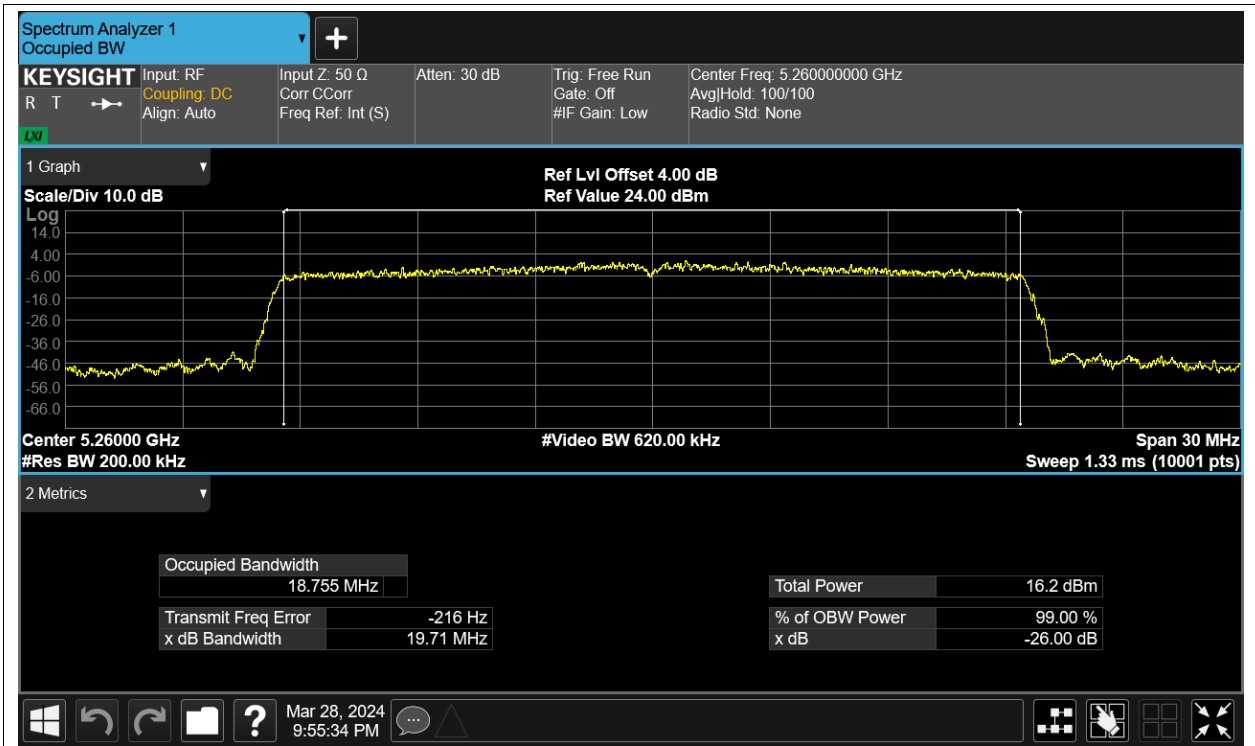 Spectrum Analyzer 1
Occupied BW
KEYSIGHT
R T
LXI
Input: RF
Coupling: DC
Align: Auto
Input Z: 50 Ω
Corr CCorr
Freq Ref: Int (S)
Atten: 30 dB
Trig: Free Run
Gate: Off
#IF Gain: Low
Center Freq: 5.260000000 GHz
Avg|Hold: 100/100
Radio Std: None
1 Graph
Scale/Div 10.0 dB
Ref Lvl Offset 4.00 dB
Ref Value 24.00 dBm
Log
14.0
4.00
-6.00
-16.0
-26.0
-36.0
-46.0
-56.0
-66.0
Center 5.26000 GHz
#Video BW 620.00 kHz
Span 30 MHz
#Res BW 200.00 kHz
Sweep 1.33 ms (10001 pts)
2 Metrics
Occupied Bandwidth
18.755 MHz
Total Power 16.2 dBm
Transmit Freq Error -216 Hz
% of OBW Power 99.00 %
x dB Bandwidth 19.71 MHz
x dB -26.00 dB
?
Mar 28, 2024
9:55:34 PM